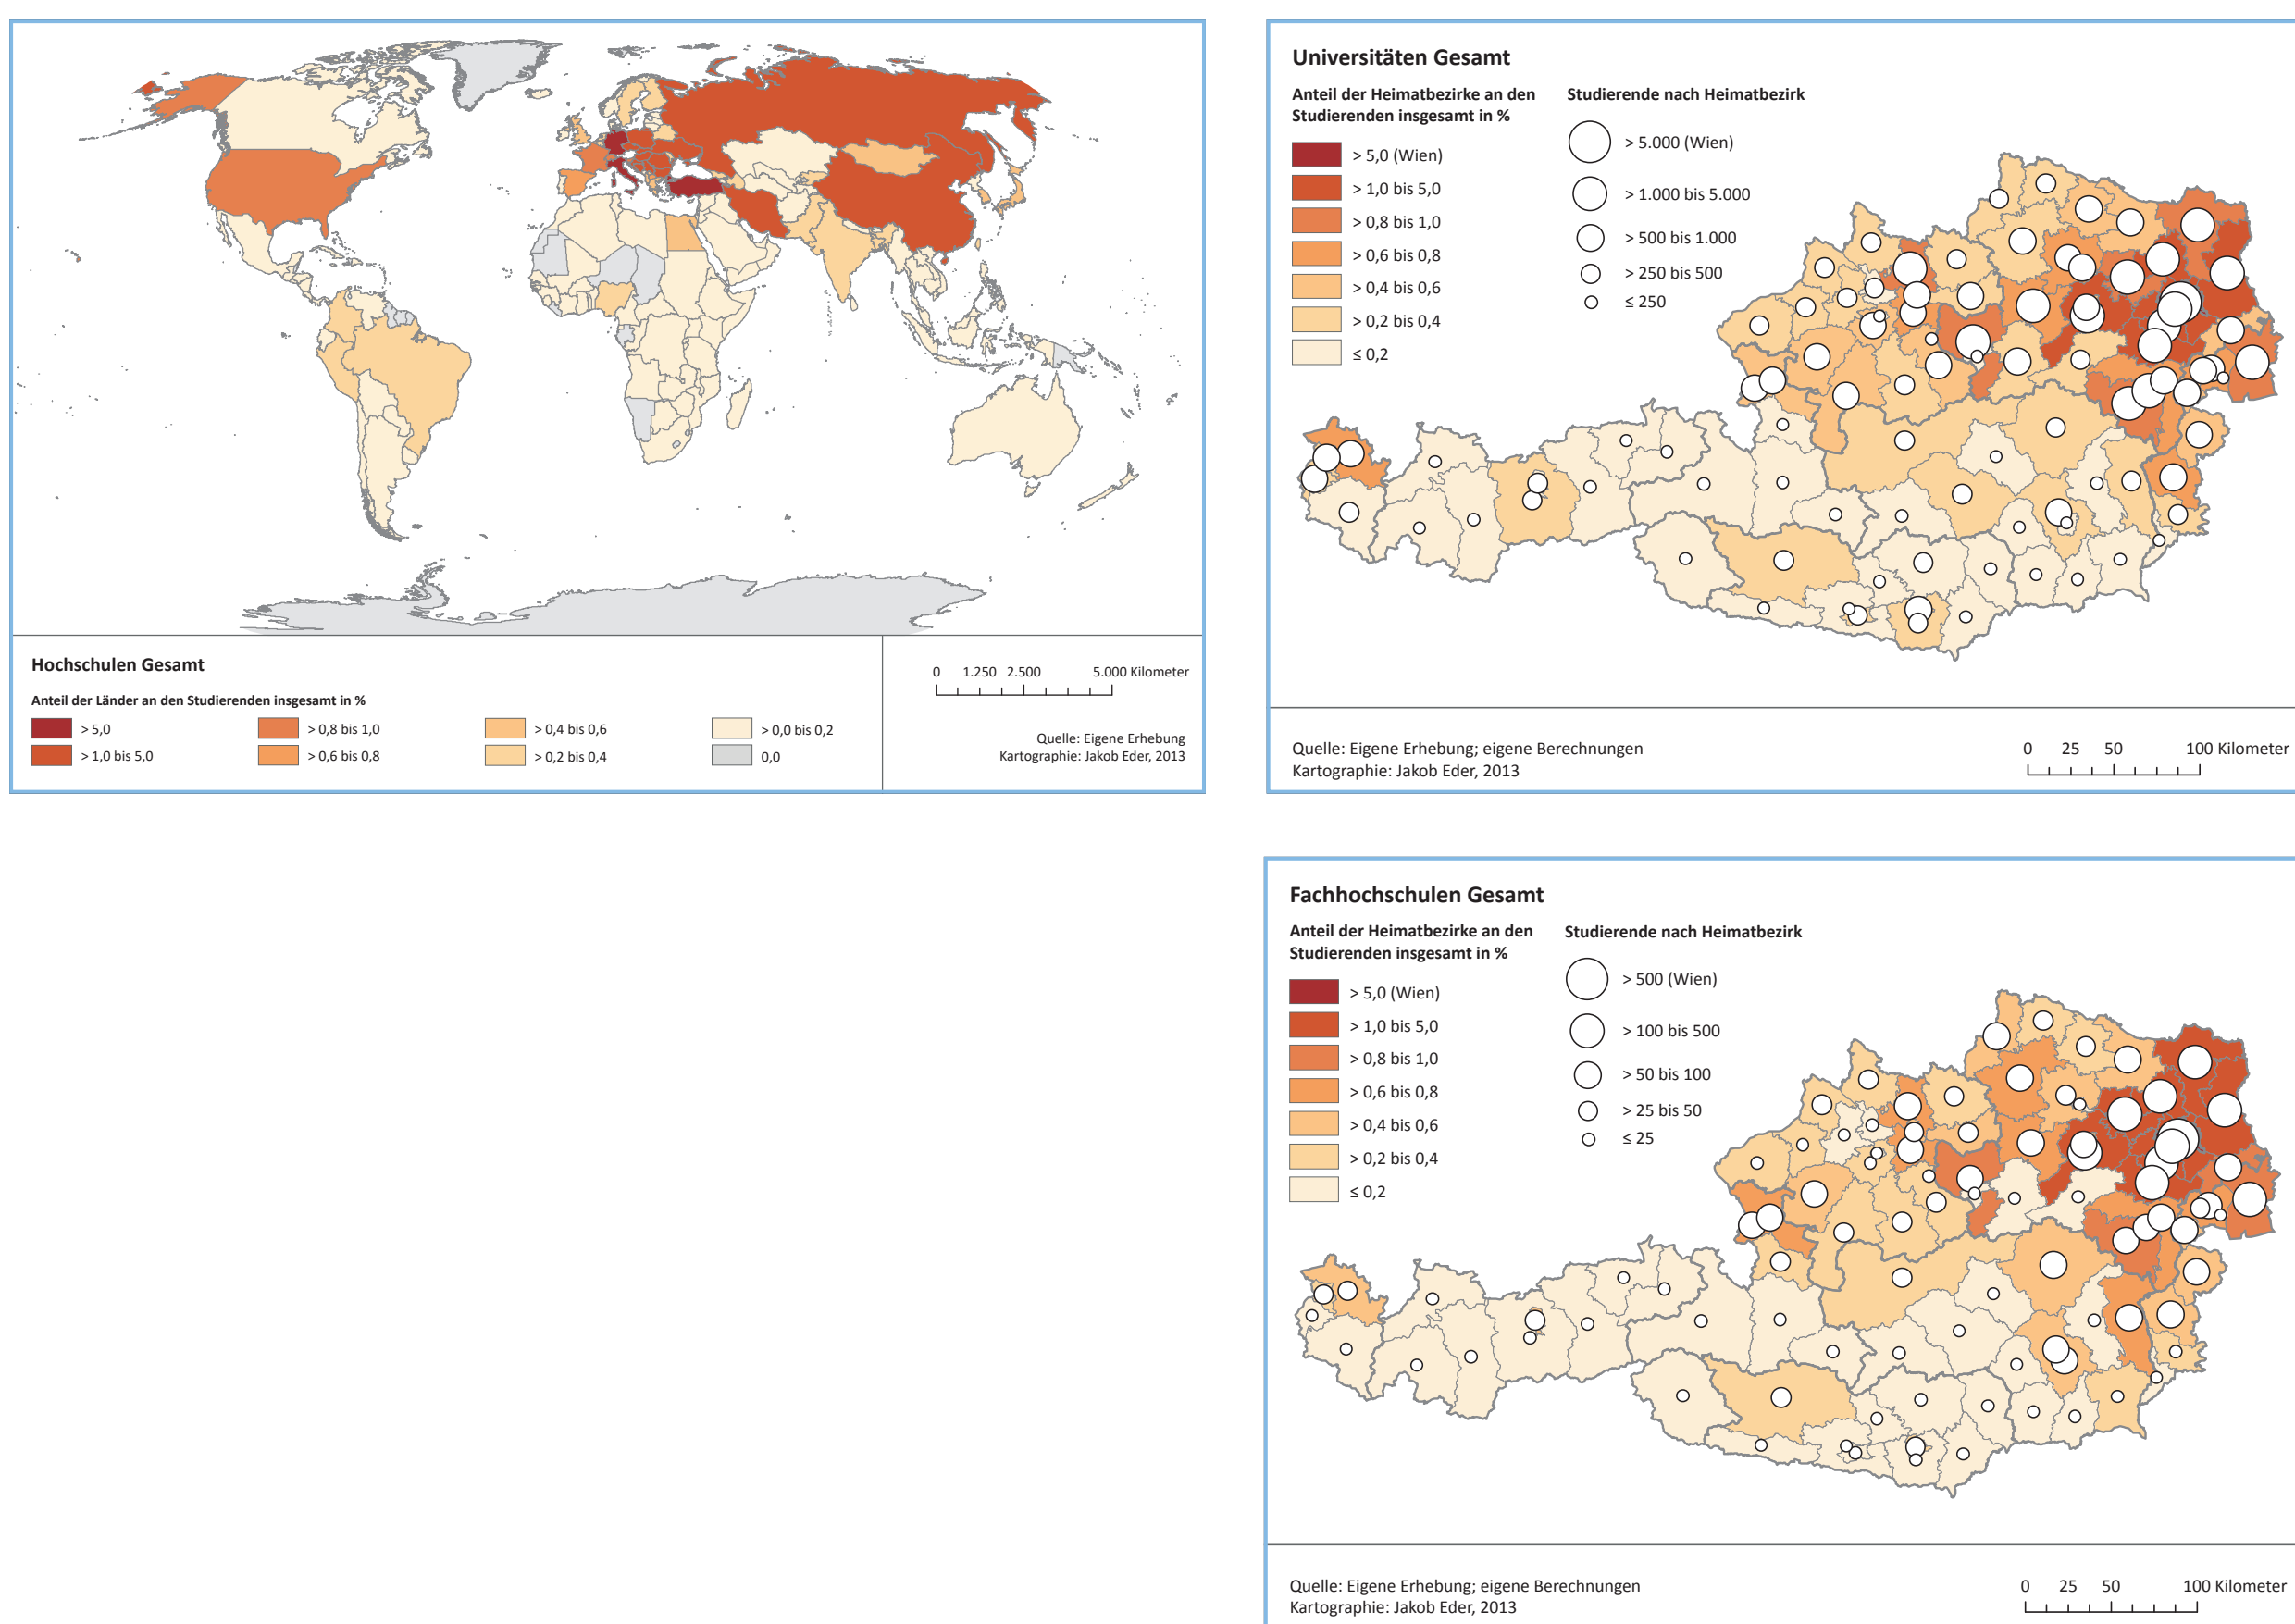 Hochschulen Gesamt
Anteil der Länder an den Studierenden insgesamt in %
> 5,0
> 1,0 bis 5,0
> 0,8 bis 1,0
> 0,6 bis 0,8
> 0,4 bis 0,6
> 0,2 bis 0,4
> 0,0 bis 0,2
0,0
0 1.250 2.500 5.000 Kilometer
Quelle: Eigene Erhebung
Kartographie: Jakob Eder, 2013
Universitäten Gesamt
Anteil der Heimatbezirke an den
Studierenden insgesamt in %
> 5,0 (Wien)
> 1,0 bis 5,0
> 0,8 bis 1,0
> 0,6 bis 0,8
> 0,4 bis 0,6
> 0,2 bis 0,4
≤ 0,2
Studierende nach Heimatbezirk
> 5.000 (Wien)
> 1.000 bis 5.000
> 500 bis 1.000
> 250 bis 500
≤ 250
Quelle: Eigene Erhebung; eigene Berechnungen
Kartographie: Jakob Eder, 2013
0 25 50 100 Kilometer
Fachhochschulen Gesamt
Anteil der Heimatbezirke an den
Studierenden insgesamt in %
> 5,0 (Wien)
> 1,0 bis 5,0
> 0,8 bis 1,0
> 0,6 bis 0,8
> 0,4 bis 0,6
> 0,2 bis 0,4
≤ 0,2
Studierende nach Heimatbezirk
> 500 (Wien)
> 100 bis 500
> 50 bis 100
> 25 bis 50
≤ 25
Quelle: Eigene Erhebung; eigene Berechnungen
Kartographie: Jakob Eder, 2013
0 25 50 100 Kilometer